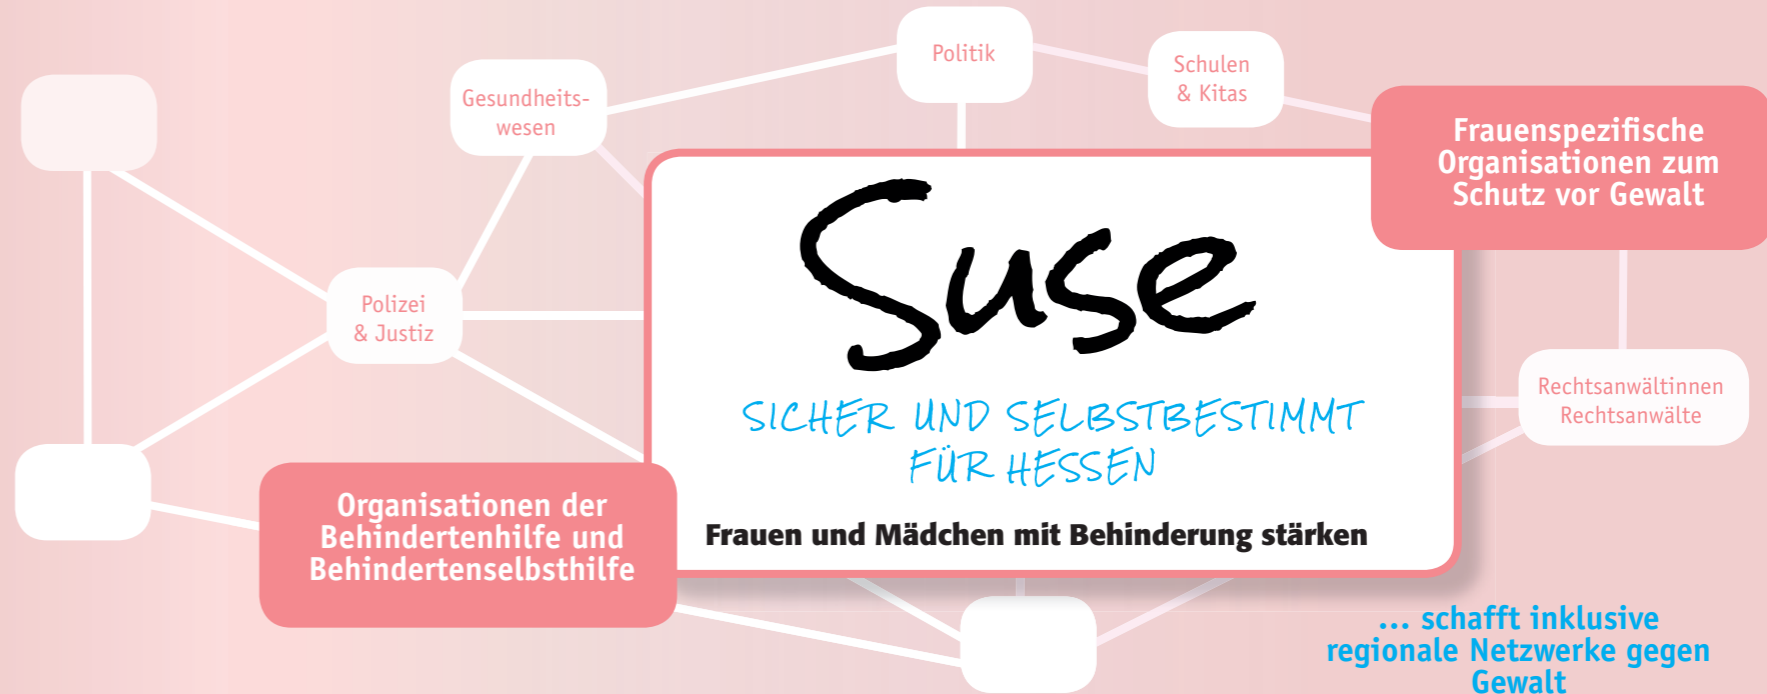 Politik
Schulen
& Kitas
Gesundheits-
wesen
Frauenspezifische
Organisationen zum
Schutz vor Gewalt
Suse
SICHER UND SELBSTBESTIMMT
FÜR HESSEN
Frauen und Mädchen mit Behinderung stärken
Polizei
& Justiz
Rechtsanwältinnen
Rechtsanwälte
Organisationen der
Behindertenhilfe und
Behindertenselbsthilfe
... schafft inklusive
regionale Netzwerke gegen
Gewalt